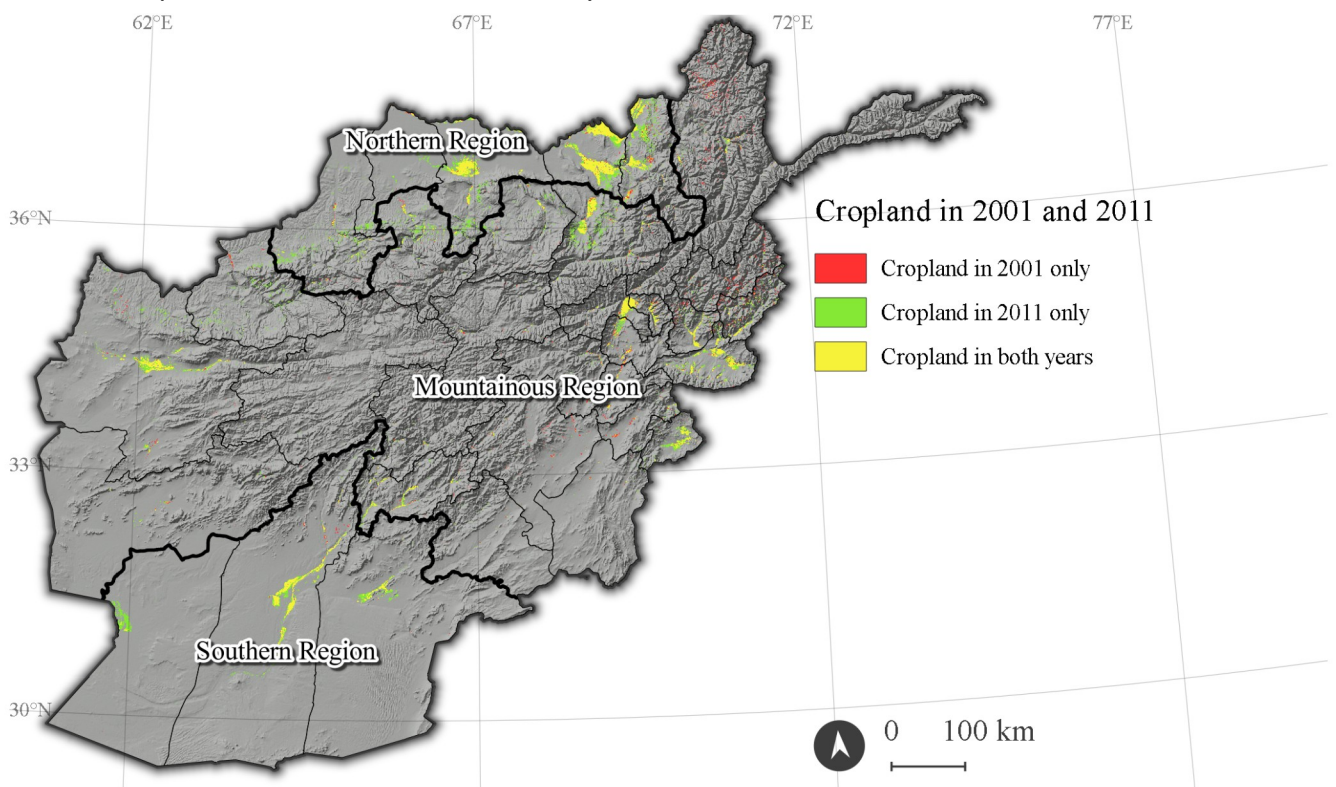 62°E
67°E
72°E
77°E
Northern Region
36°N
Cropland in 2001 and 2011
Cropland in 2001 only
Cropland in 2011 only
Cropland in both years
Mountainous Region
33°N
Southern Region
30°N
0 100 km